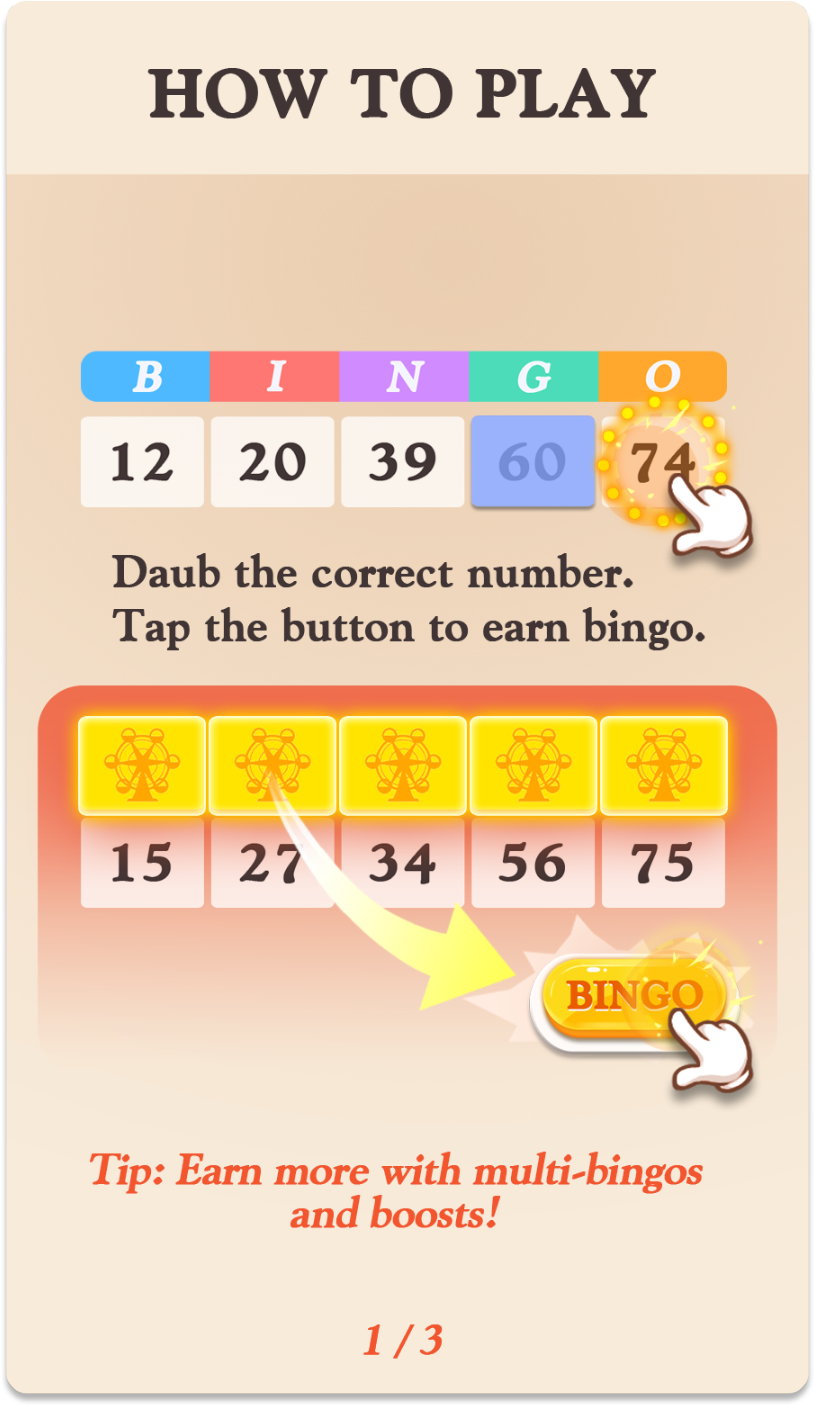 HOW TO PLAY
B I N G O
12 20 39 60 74
Daub the correct number.
Tap the button to earn bingo.
15 27 34 56 75
BINGO
Tip: Earn more with multi-bingos
and boosts!
1 / 3